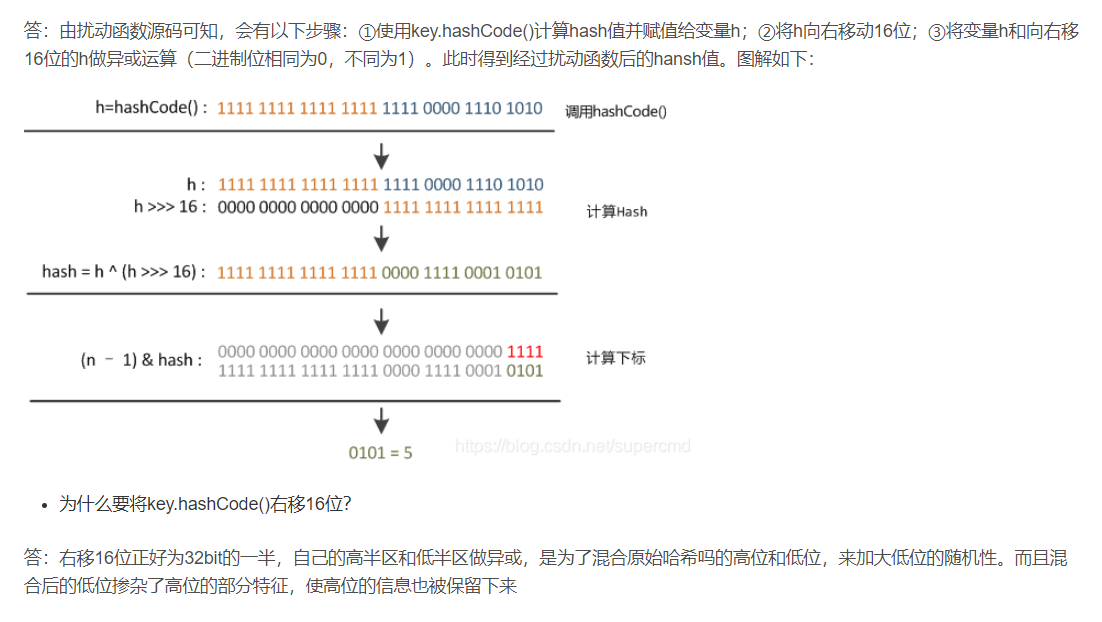 答：由扰动函数源码可知，会有以下步骤：①使用key.hashCode()计算hash值并赋值给变量h；②将h向右移动16位；③将变量h和向右移
16位的h做异或运算（二进制位相同为0，不同为1）。此时得到经过扰动函数后的hansh值。图解如下：
h=hashCode() : 1111 1111 1111 1111 1111 0000 1110 1010 调用hashCode()
h : 1111 1111 1111 1111 1111 0000 1110 1010
h >>> 16 : 0000 0000 0000 0000 1111 1111 1111 1111 计算Hash
hash = h ^ (h >>> 16) : 1111 1111 1111 1111 0000 1111 0001 0101
0000 0000 0000 0000 0000 0000 0000 1111
(n － 1) & hash : 计算下标
1111 1111 1111 1111 0000 1111 0001 0101
0101 = 5
https://blog.csdn.net/supercmd
• 为什么要将key.hashCode()右移16位？
答：右移16位正好为32bit的一半，自己的高半区和低半区做异或，是为了混合原始哈希吗的高位和低位，来加大低位的随机性。而且混
合后的低位掺杂了高位的部分特征，使高位的信息也被保留下来